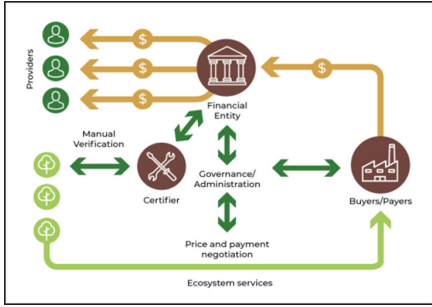 Providers
$
$
$
$
Financial
Entity
Manual
Verification
Certifier
Governance/
Administration
Buyers/Payers
Price and payment
negotiation
Ecosystem services